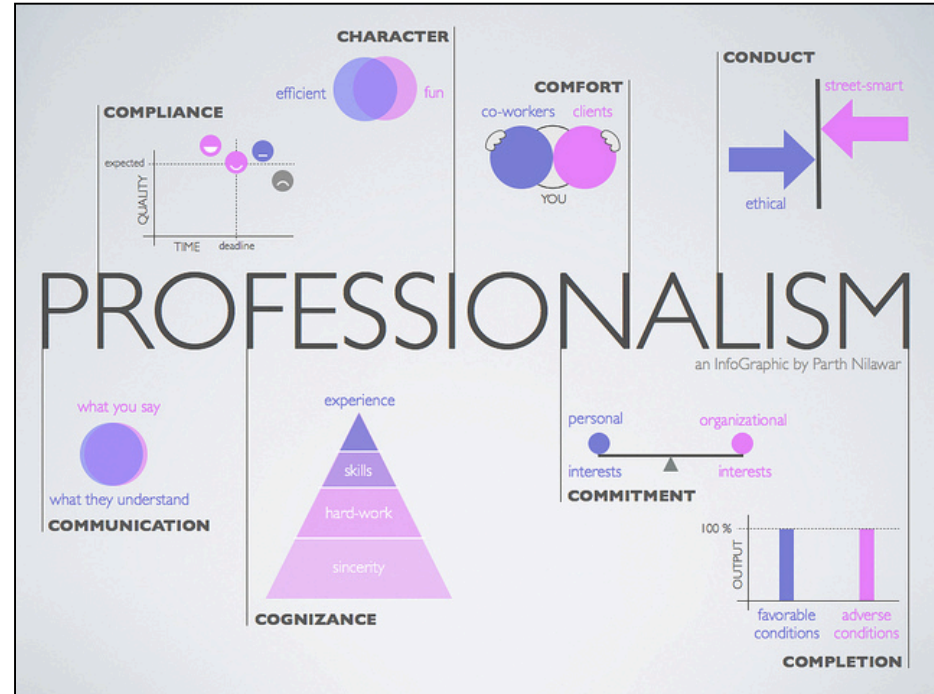 CHARACTER
efficient
fun
COMPLIANCE
expected
QUALITY
TIME
deadline
COMFORT
co-workers
clients
YOU
CONDUCT
street-smart
ethical
PROFESSIONALISM
an InfoGraphic by Parth Nilawar
what you say
what they understand
COMMUNICATION
experience
skills
hard-work
sincerity
COGNIZANCE
personal
interests
organizational
interests
COMMITMENT
100 %
OUTPUT
favorable
conditions
adverse
conditions
COMPLETION